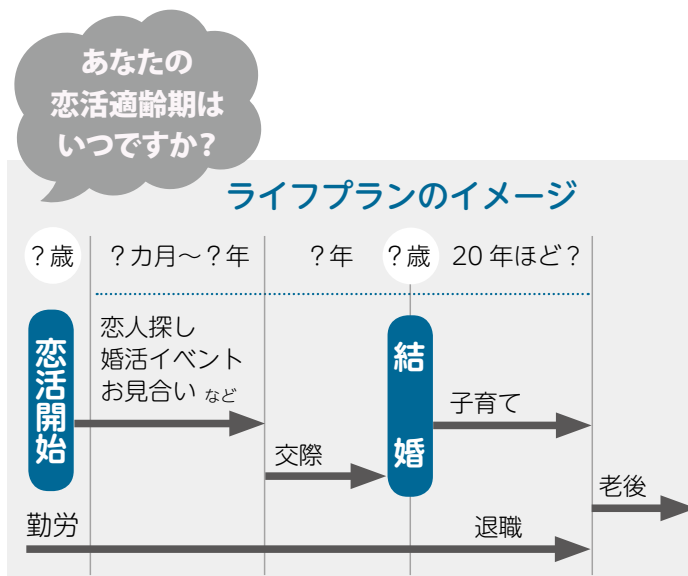 あなたの
恋活適齢期は
いつですか?
ライフプランのイメージ
?歳
?カ月～?年
?年
?歳
20年ほど?
恋活開始
恋人探し
婚活イベント
お見合い など
交際
結婚
子育て
老後
勤労
退職